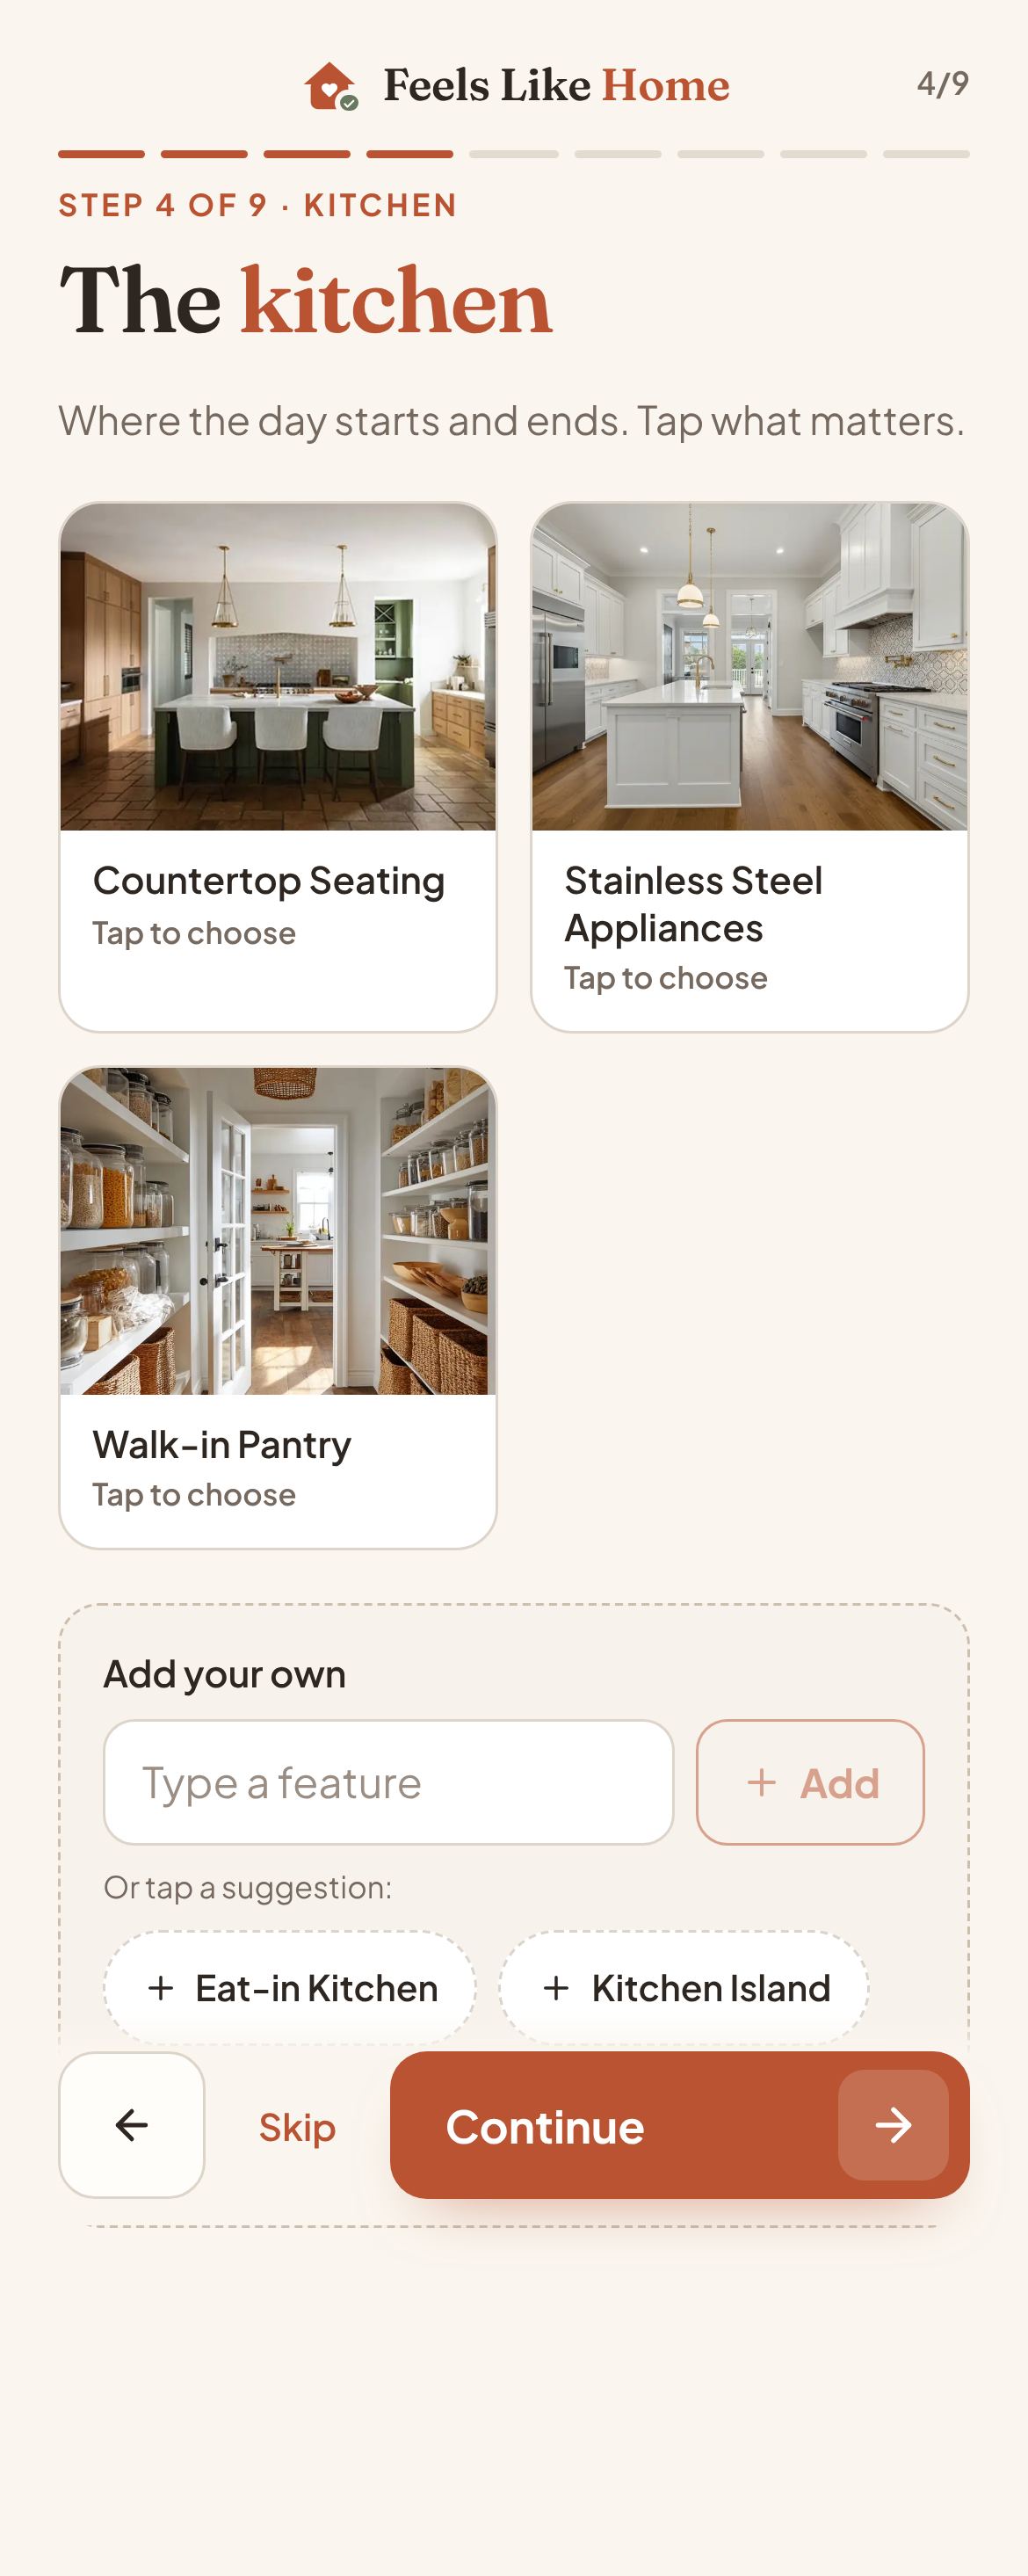 Feels Like Home
4/9
STEP 4 OF 9 · KITCHEN
The kitchen
Where the day starts and ends. Tap what matters.
Countertop Seating
Tap to choose
Stainless Steel
Appliances
Tap to choose
Walk-in Pantry
Tap to choose
Add your own
Type a feature
+ Add
Or tap a suggestion:
+ Eat-in Kitchen
+ Kitchen Island
Skip
Continue